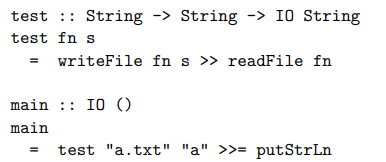 test :: String -> String -> IO String
test fn s
  =  writeFile fn s >> readFile fn

main :: IO ()
main
  =  test "a.txt" "a" >>= putStrLn